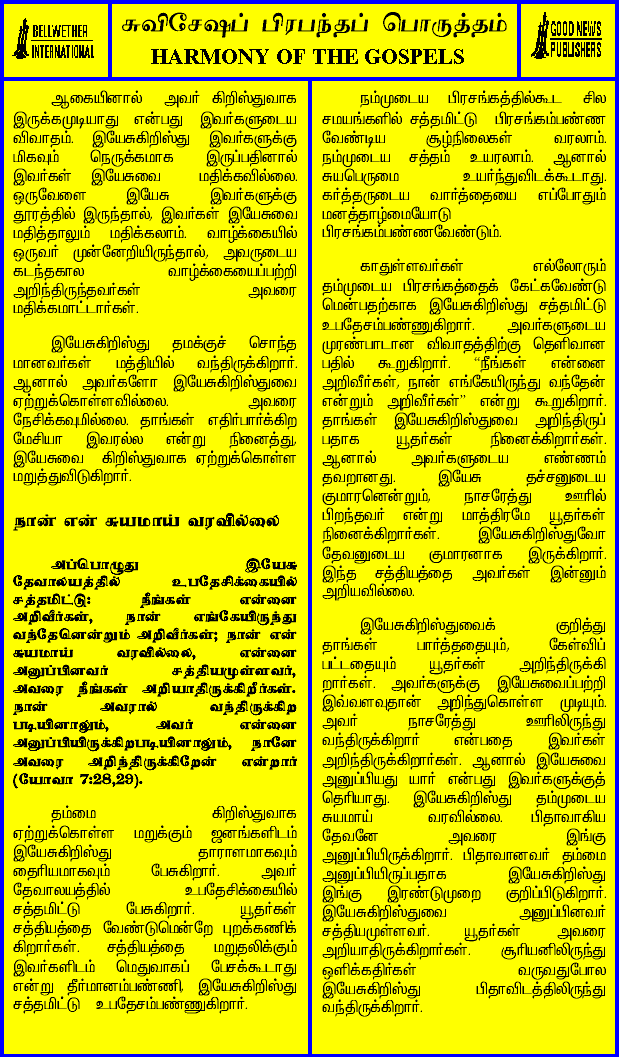 BELLWETHER
INTERNATIONAL
சுவிசேஷப் பிரபந்தப் பொருத்தம்
HARMONY OF THE GOSPELS
GOOD NEWS
PUBLISHERS
ஆகையினால் அவர் கிறிஸ்துவாக
இருக்கமுடியாது என்பது இவர்களுடைய
விவாதம். இயேசுகிறிஸ்து இவர்களுக்கு
மிகவும் நெருக்கமாக இருப்பதினால்
இவர்கள் இயேசுவை மதிக்கவில்லை.
ஒருவேளை இயேசு இவர்களுக்கு
தூரத்தில் இருந்தால், இவர்கள் இயேசுவை
மதித்தாலும் மதிக்கலாம். வாழ்க்கையில்
ஒருவர் முன்னேறியிருந்தால், அவருடைய
கடந்தகால வாழ்க்கையைப்பற்றி
அறிந்திருந்தவர்கள் அவரை
மதிக்கமாட்டார்கள்.
இயேசுகிறிஸ்து தமக்குச் சொந்த
மானவர்கள் மத்தியில் வந்திருக்கிறார்.
ஆனால் அவர்களோ இயேசுகிறிஸ்துவை
ஏற்றுக்கொள்ளவில்லை. அவரை
நேசிக்கவுமில்லை. தாங்கள் எதிர்பார்க்கிற
மேசியா இவரல்ல என்று நினைத்து,
இயேசுவை கிறிஸ்துவாக ஏற்றுக்கொள்ள
மறுத்துவிடுகிறார்கள்.
நான் என் சுயமாய் வரவில்லை
அப்பொழுது இயேசு
தேவாலயத்தில் உபதேசிக்கையில்
சத்தமிட்டு: நீங்கள் என்னை
அறிவீர்கள், நான் எங்கேயிருந்து
வந்தேனென்றும் அறிவீர்கள்; நான் என்
சுயமாய் வரவில்லை, என்னை
அனுப்பினவர் சத்தியமுள்ளவர்,
அவரை நீங்கள் அறியாதிருக்கிறீர்கள்.
நான் அவரால் வந்திருக்கிற
படியினாலும், அவர் என்னை
அனுப்பியிருக்கிறபடியினாலும், நானே
அவரை அறிந்திருக்கிறேன் என்றார்
(யோவா 7:28,29).
தம்மை கிறிஸ்துவாக
ஏற்றுக்கொள்ள மறுக்கும் ஜனங்களிடம்
இயேசுகிறிஸ்து தாராளமாகவும்
தைரியமாகவும் பேசுகிறார். அவர்
தேவாலயத்தில் உபதேசிக்கையில்
சத்தமிட்டு பேசுகிறார். யூதர்கள்
சத்தியத்தை வேண்டுமென்றே புறக்கணிக்
கிறார்கள். சத்தியத்தை மறுதலிக்கும்
இவர்களிடம் மெதுவாகப் பேசக்கூடாது
என்று தீர்மானம்பண்ணி, இயேசுகிறிஸ்து
சத்தமிட்டு உபதேசம்பண்ணுகிறார்.
நம்முடைய பிரசங்கத்தில்கூட சில
சமயங்களில் சத்தமிட்டு பிரசங்கம்பண்ண
வேண்டிய சூழ்நிலைகள் வரலாம்.
நம்முடைய சத்தம் உயரலாம். ஆனால்
சுயபெருமை உயர்ந்துவிடக்கூடாது.
கர்த்தருடைய வார்த்தையை எப்போதும்
மனத்தாழ்மையோடு
பிரசங்கம்பண்ணவேண்டும்.
காதுள்ளவர்கள் எல்லோரும்
தம்முடைய பிரசங்கத்தைக் கேட்கவேண்டு
மென்பதற்காக இயேசுகிறிஸ்து சத்தமிட்டு
உபதேசம்பண்ணுகிறார். அவர்களுடைய
முரண்பாடான விவாதத்திற்கு தெளிவான
பதில் கூறுகிறார். “நீங்கள் என்னை
அறிவீர்கள், நான் எங்கேயிருந்து வந்தேன்
என்றும் அறிவீர்கள்” என்று கூறுகிறார்.
தாங்கள் இயேசுகிறிஸ்துவை அறிந்திருப்
பதாக யூதர்கள் நினைக்கிறார்கள்.
ஆனால் அவர்களுடைய எண்ணம்
தவறானது. இயேசு தச்சனுடைய
குமாரனென்றும், நாசரேத்து ஊரில்
பிறந்தவர் என்று மாத்திரமே யூதர்கள்
நினைக்கிறார்கள். இயேசுகிறிஸ்துவோ
தேவனுடைய குமாரனாக இருக்கிறார்.
இந்த சத்தியத்தை அவர்கள் இன்னும்
அறியவில்லை.
இயேசுகிறிஸ்துவைக் குறித்து
தாங்கள் பார்த்ததையும், கேள்விப்
பட்டதையும் யூதர்கள் அறிந்திருக்கி
றார்கள். அவர்களுக்கு இயேசுவைப்பற்றி
இவ்வளவுதான் அறிந்துகொள்ள முடியும்.
அவர் நாசரேத்து ஊரிலிருந்து
வந்திருக்கிறார் என்பதை இவர்கள்
அறிந்திருக்கிறார்கள். ஆனால் இயேசுவை
அனுப்பியது யார் என்பது இவர்களுக்குத்
தெரியாது. இயேசுகிறிஸ்து தம்முடைய
சுயமாய் வரவில்லை. பிதாவாகிய
தேவனே அவரை இங்கு
அனுப்பியிருக்கிறார். பிதாவானவர் தம்மை
அனுப்பியிருப்பதாக இயேசுகிறிஸ்து
இங்கு இரண்டுமுறை குறிப்பிடுகிறார்.
இயேசுகிறிஸ்துவை அனுப்பினவர்
சத்தியமுள்ளவர். யூதர்கள் அவரை
அறியாதிருக்கிறார்கள். சூரியனிலிருந்து
ஒளிக்கதிர்கள் வருவதுபோல
இயேசுகிறிஸ்து பிதாவிடத்திலிருந்து
வந்திருக்கிறார்.